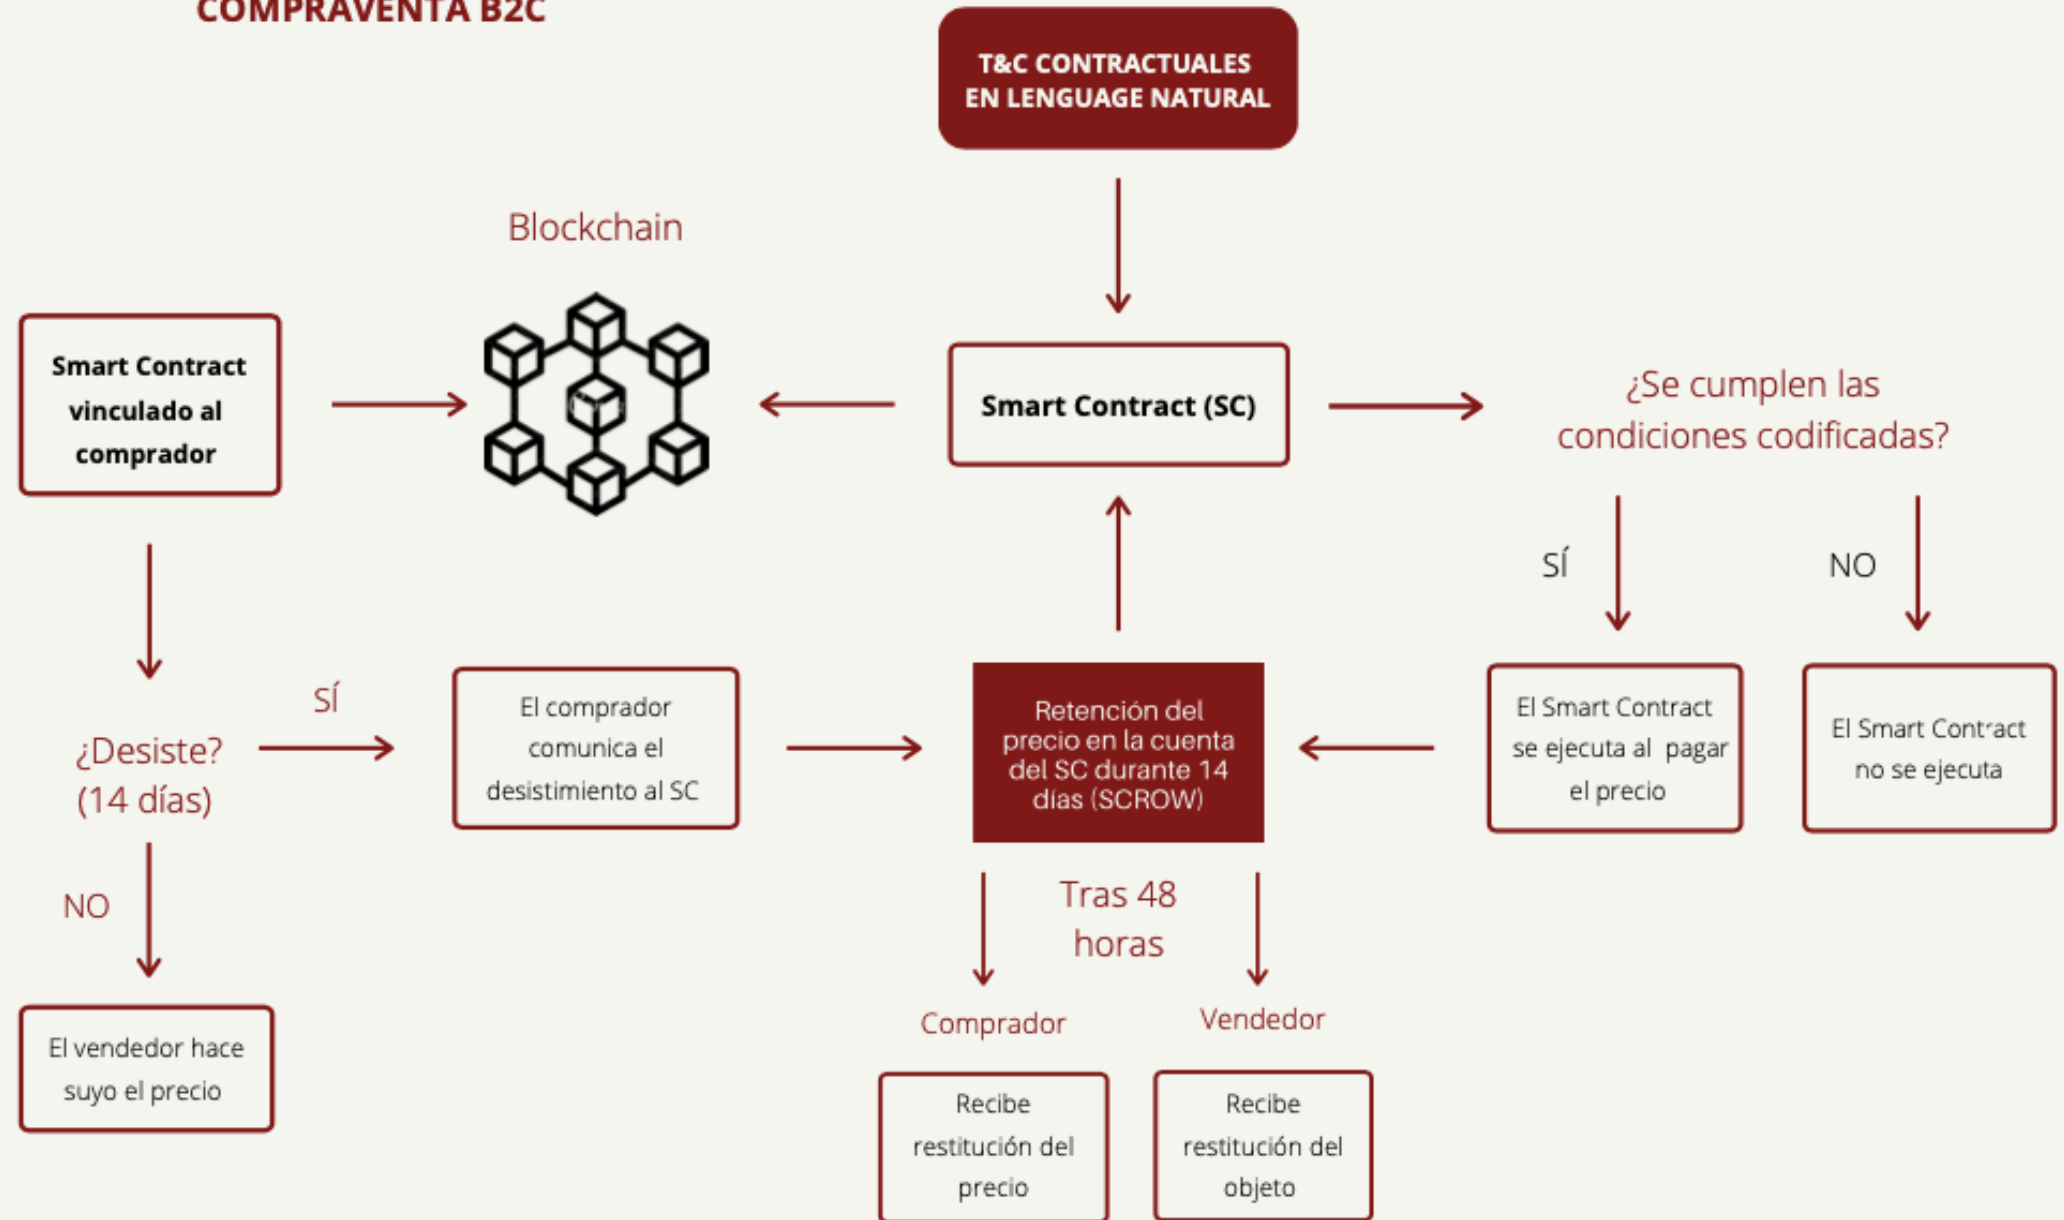 COMPRAVENTA B2C
T&C CONTRACTUALES
EN LENGUAGE NATURAL
Blockchain
Smart Contract
vinculado al
comprador
Smart Contract (SC)
¿Se cumplen las
condiciones codificadas?
SÍ
NO
¿Desiste?
(14 días)
SÍ
El comprador
comunica el
desistimiento al SC
Retención del
precio en la cuenta
del SC durante 14
días (SCROW)
El Smart Contract
se ejecuta al pagar
el precio
El Smart Contract
no se ejecuta
NO
Tras 48
horas
El vendedor hace
suyo el precio
Comprador
Vendedor
Recibe
restitución del
precio
Recibe
restitución del
objeto